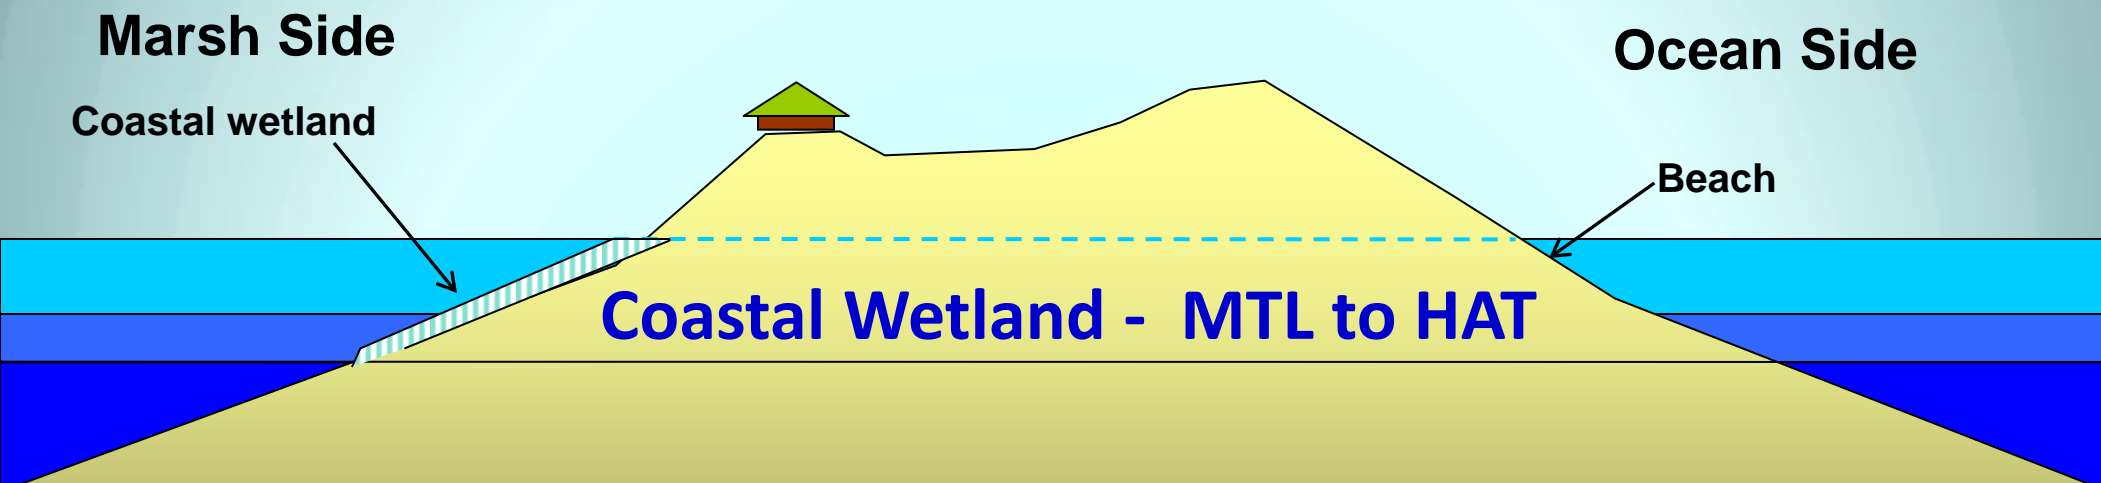 Marsh Side
Ocean Side
Coastal wetland
Beach
Coastal Wetland - MTL to HAT